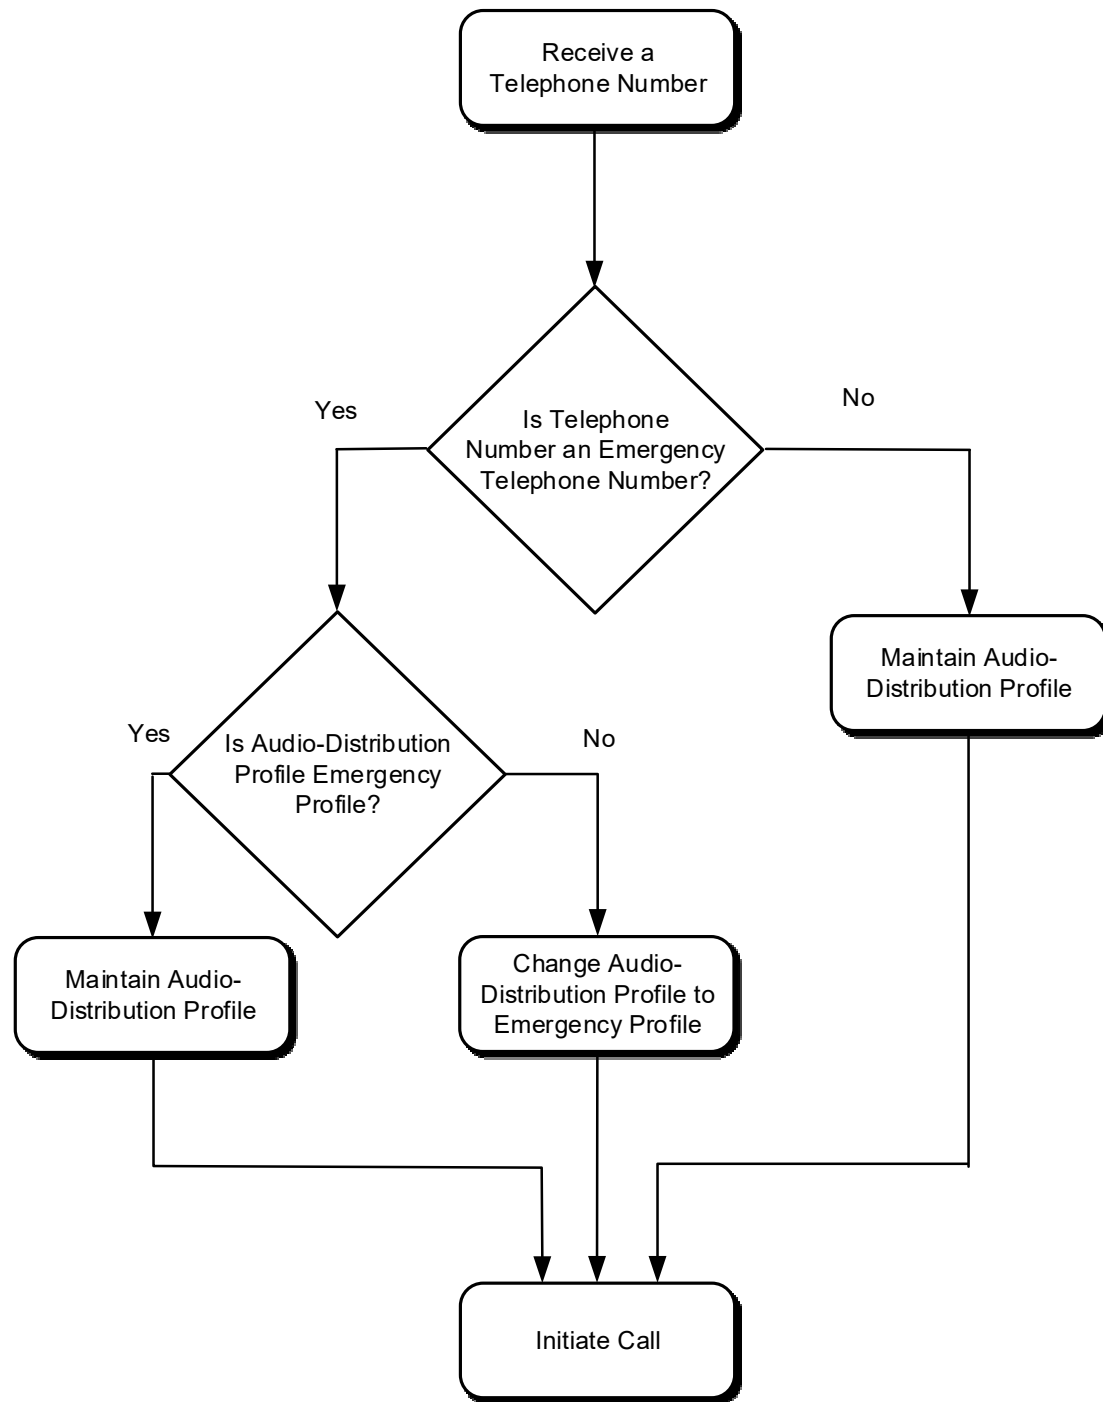 Receive a
Telephone Number
Yes
No
Is Telephone
Number an Emergency
Telephone Number?
Maintain Audio-
Distribution Profile
Yes
No
Is Audio-Distribution
Profile Emergency
Profile?
Maintain Audio-
Distribution Profile
Change Audio-
Distribution Profile to
Emergency Profile
Initiate Call